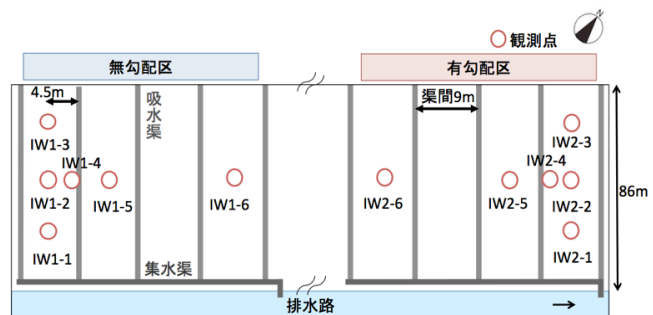 観測点
無勾配区
有勾配区
4.5m
吸水渠
渠間9m
IW1-3
IW1-4
IW1-2
IW1-5
IW1-6
IW1-1
IW2-3
IW2-4
IW2-6
IW2-5
IW2-2
IW2-1
86m
集水渠
排水路